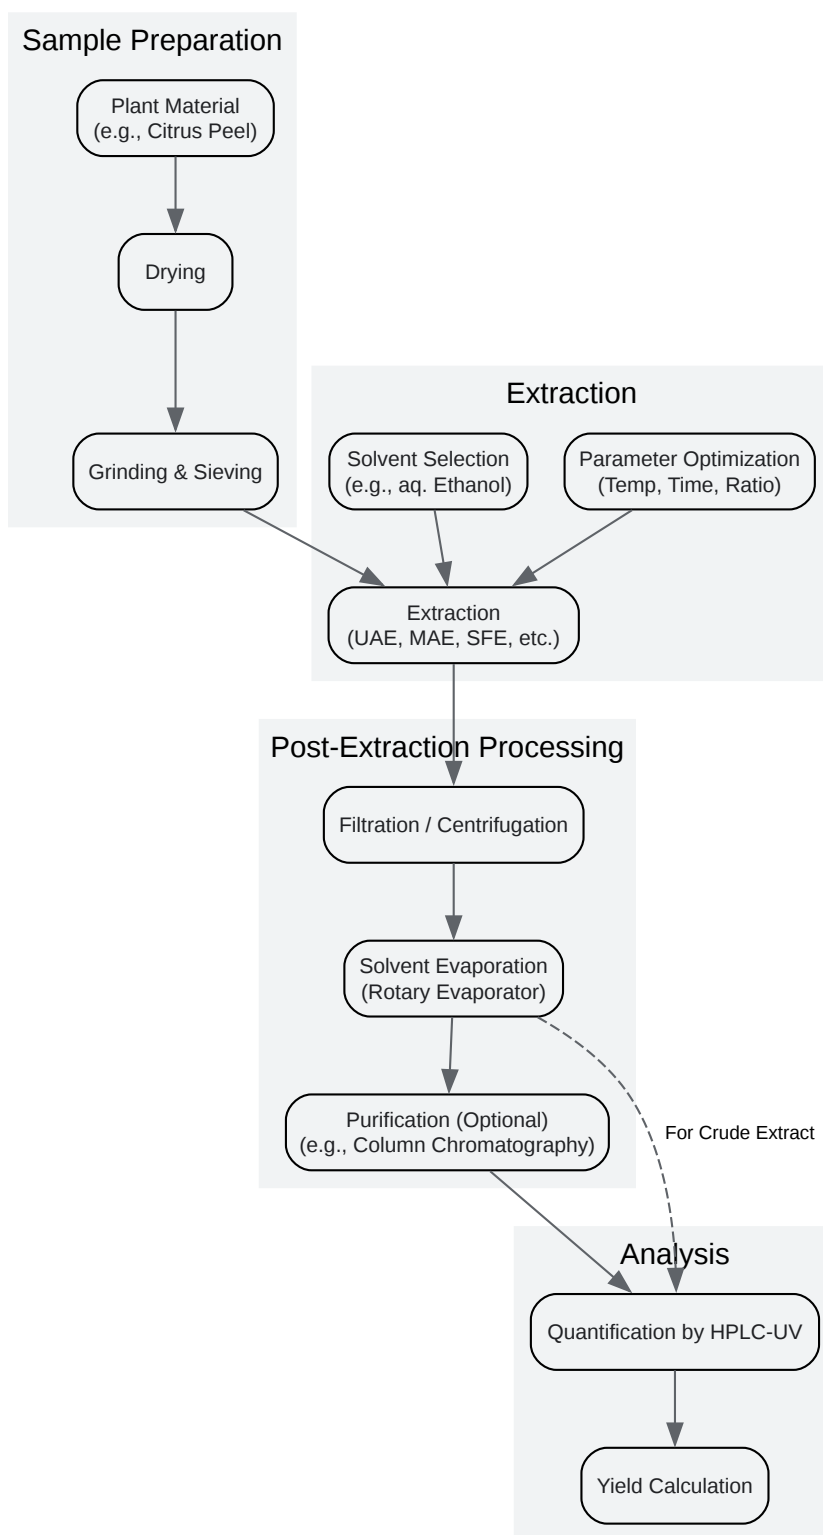 Sample Preparation
Plant Material
(e.g., Citrus Peel)
Drying
Grinding & Sieving
Extraction
Solvent Selection
(e.g., aq. Ethanol)
Parameter Optimization
(Temp, Time, Ratio)
Extraction
(UAE, MAE, SFE, etc.)
Post-Extraction Processing
Filtration / Centrifugation
Solvent Evaporation
(Rotary Evaporator)
Purification (Optional)
(e.g., Column Chromatography)
For Crude Extract
Analysis
Quantification by HPLC-UV
Yield Calculation